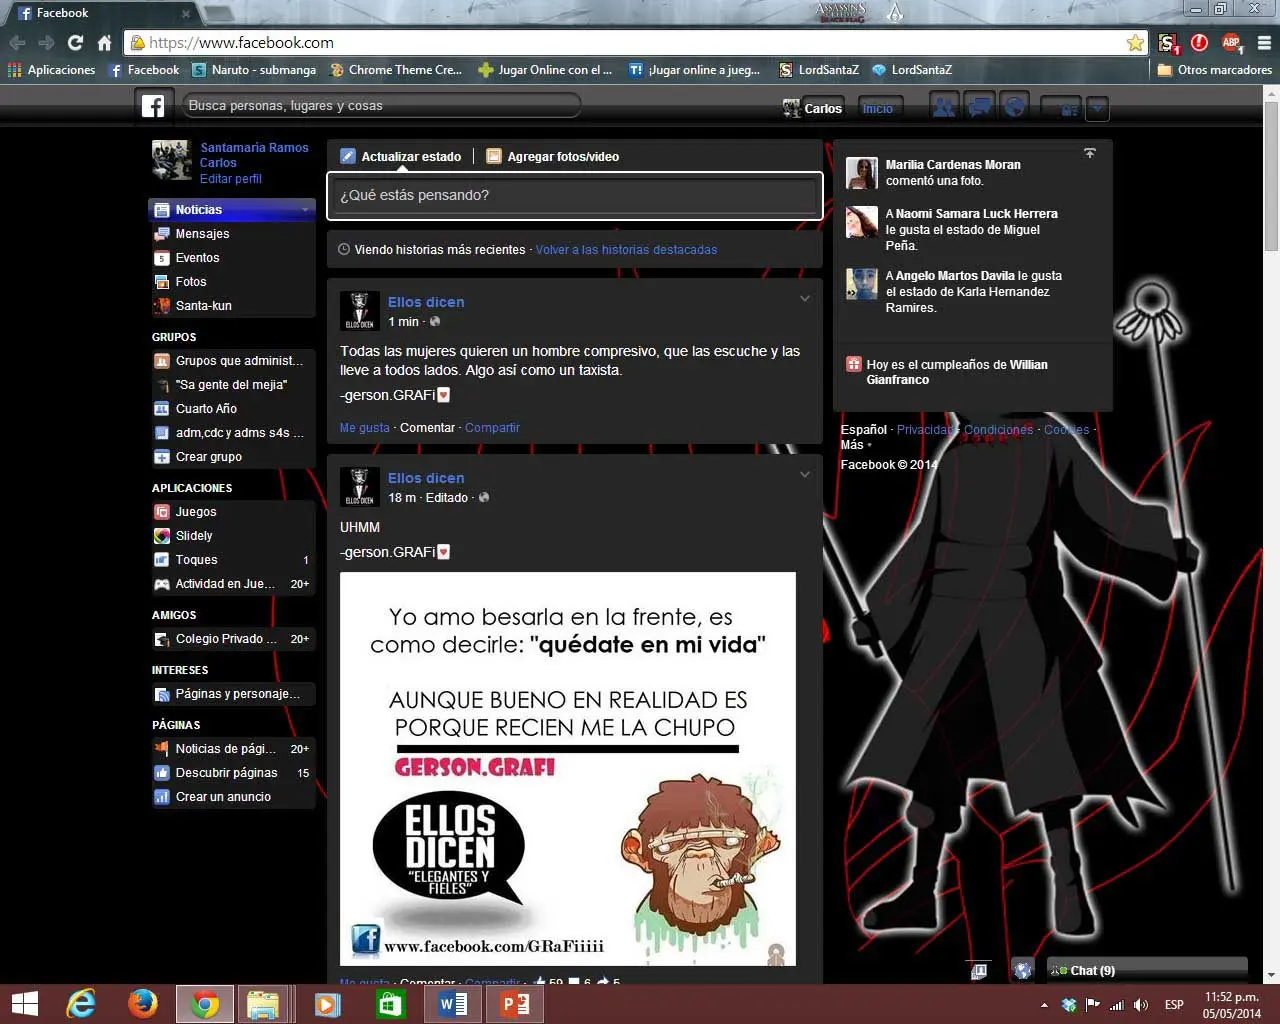 Facebook
ASSASSINS
BLACK FLAG
https://www.facebook.com
1
ABP
1
Aplicaciones
Facebook
Naruto - submanga
Chrome Theme Cre...
Jugar Online con el ...
¡Jugar online a jueg...
LordSantaZ
LordSantaZ
Otros marcadores
Busca personas, lugares y cosas
Carlos
Inicio
Santamaria Ramos
Carlos
Editar perfil
Noticias
Mensajes
Eventos
Fotos
Santa-kun
GRUPOS
Grupos que administ...
"Sa gente del mejia"
Cuarto Año
adm,cdc y adms s4s ...
Crear grupo
APLICACIONES
Juegos
Slidely
Toques 1
Actividad en Jue... 20+
AMIGOS
Colegio Privado ... 20+
INTERESES
Páginas y personaje...
PÁGINAS
Noticias de pági... 20+
Descubrir páginas 15
Crear un anuncio
Actualizar estado
Agregar fotos/video
¿Qué estás pensando?
Viendo historias más recientes · Volver a las historias destacadas
ELLOS DICEN
Ellos dicen
1 min ·
Todas las mujeres quieren un hombre compresivo, que las escuche y las
lleve a todos lados. Algo así como un taxista.
-gerson.GRAFi
Me gusta · Comentar · Compartir
ELLOS DICEN
Ellos dicen
18 m · Editado ·
UHMM
-gerson.GRAFi
Yo amo besarla en la frente, es
como decirle: "quédate en mi vida"
AUNQUE BUENO EN REALIDAD ES
PORQUE RECIEN ME LA CHUPO
GERSON.GRAFI
ELLOS
DICEN
"ELEGANTES Y
FIELES"
www.facebook.com/GRaFiiiii
Me gusta · Comentar · Compartir · 59 6 5
Marilia Cardenas Moran
comentó una foto.
A Naomi Samara Luck Herrera
le gusta el estado de Miguel
Peña.
A Angelo Martos Davila le gusta
el estado de Karla Hernandez
Ramires.
Hoy es el cumpleaños de Willian
Gianfranco
Español · Privacidad · Condiciones · Cookies ·
Más
Facebook © 2014
Chat (9)
ESP
11:52 p.m.
05/05/2014